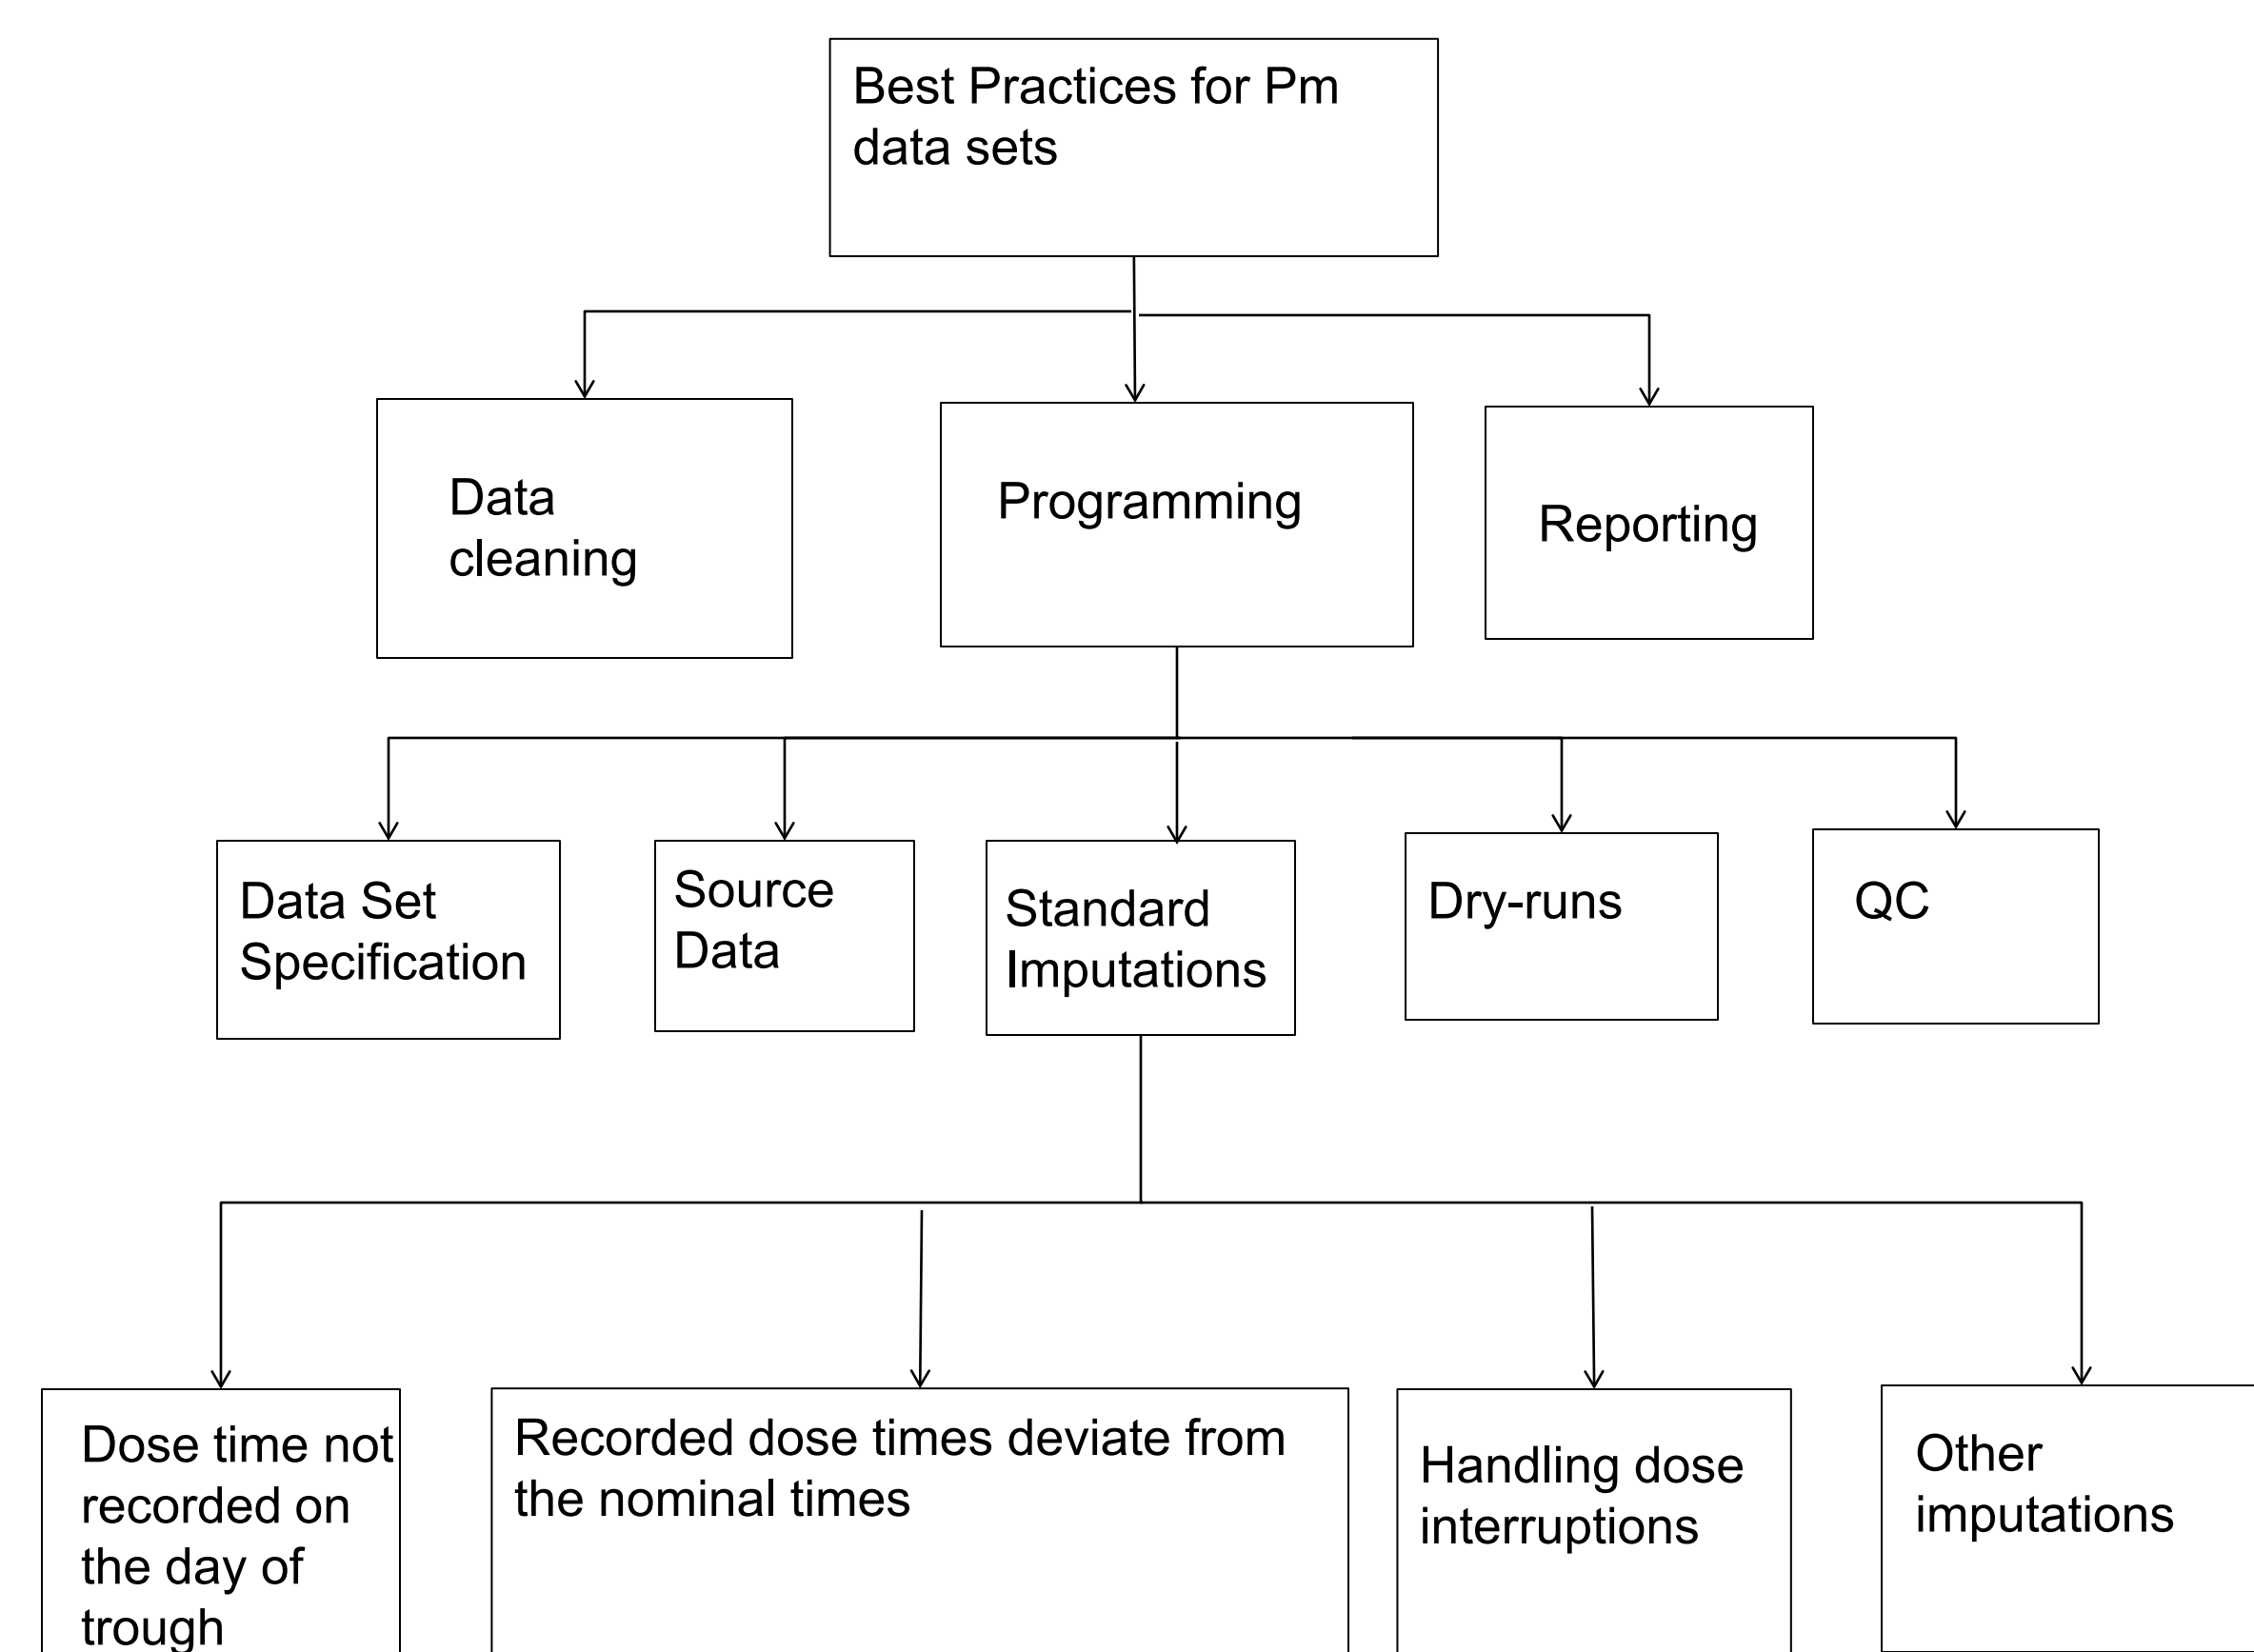 Best Practices for Pm
data sets
Data
cleaning
Programming
Reporting
Data Set
Specification
Source
Data
Standard
Imputations
Dry-runs
QC
Dose time not
recorded on
the day of
trough
Recorded dose times deviate from
the nominal times
Handling dose
interruptions
Other
imputations